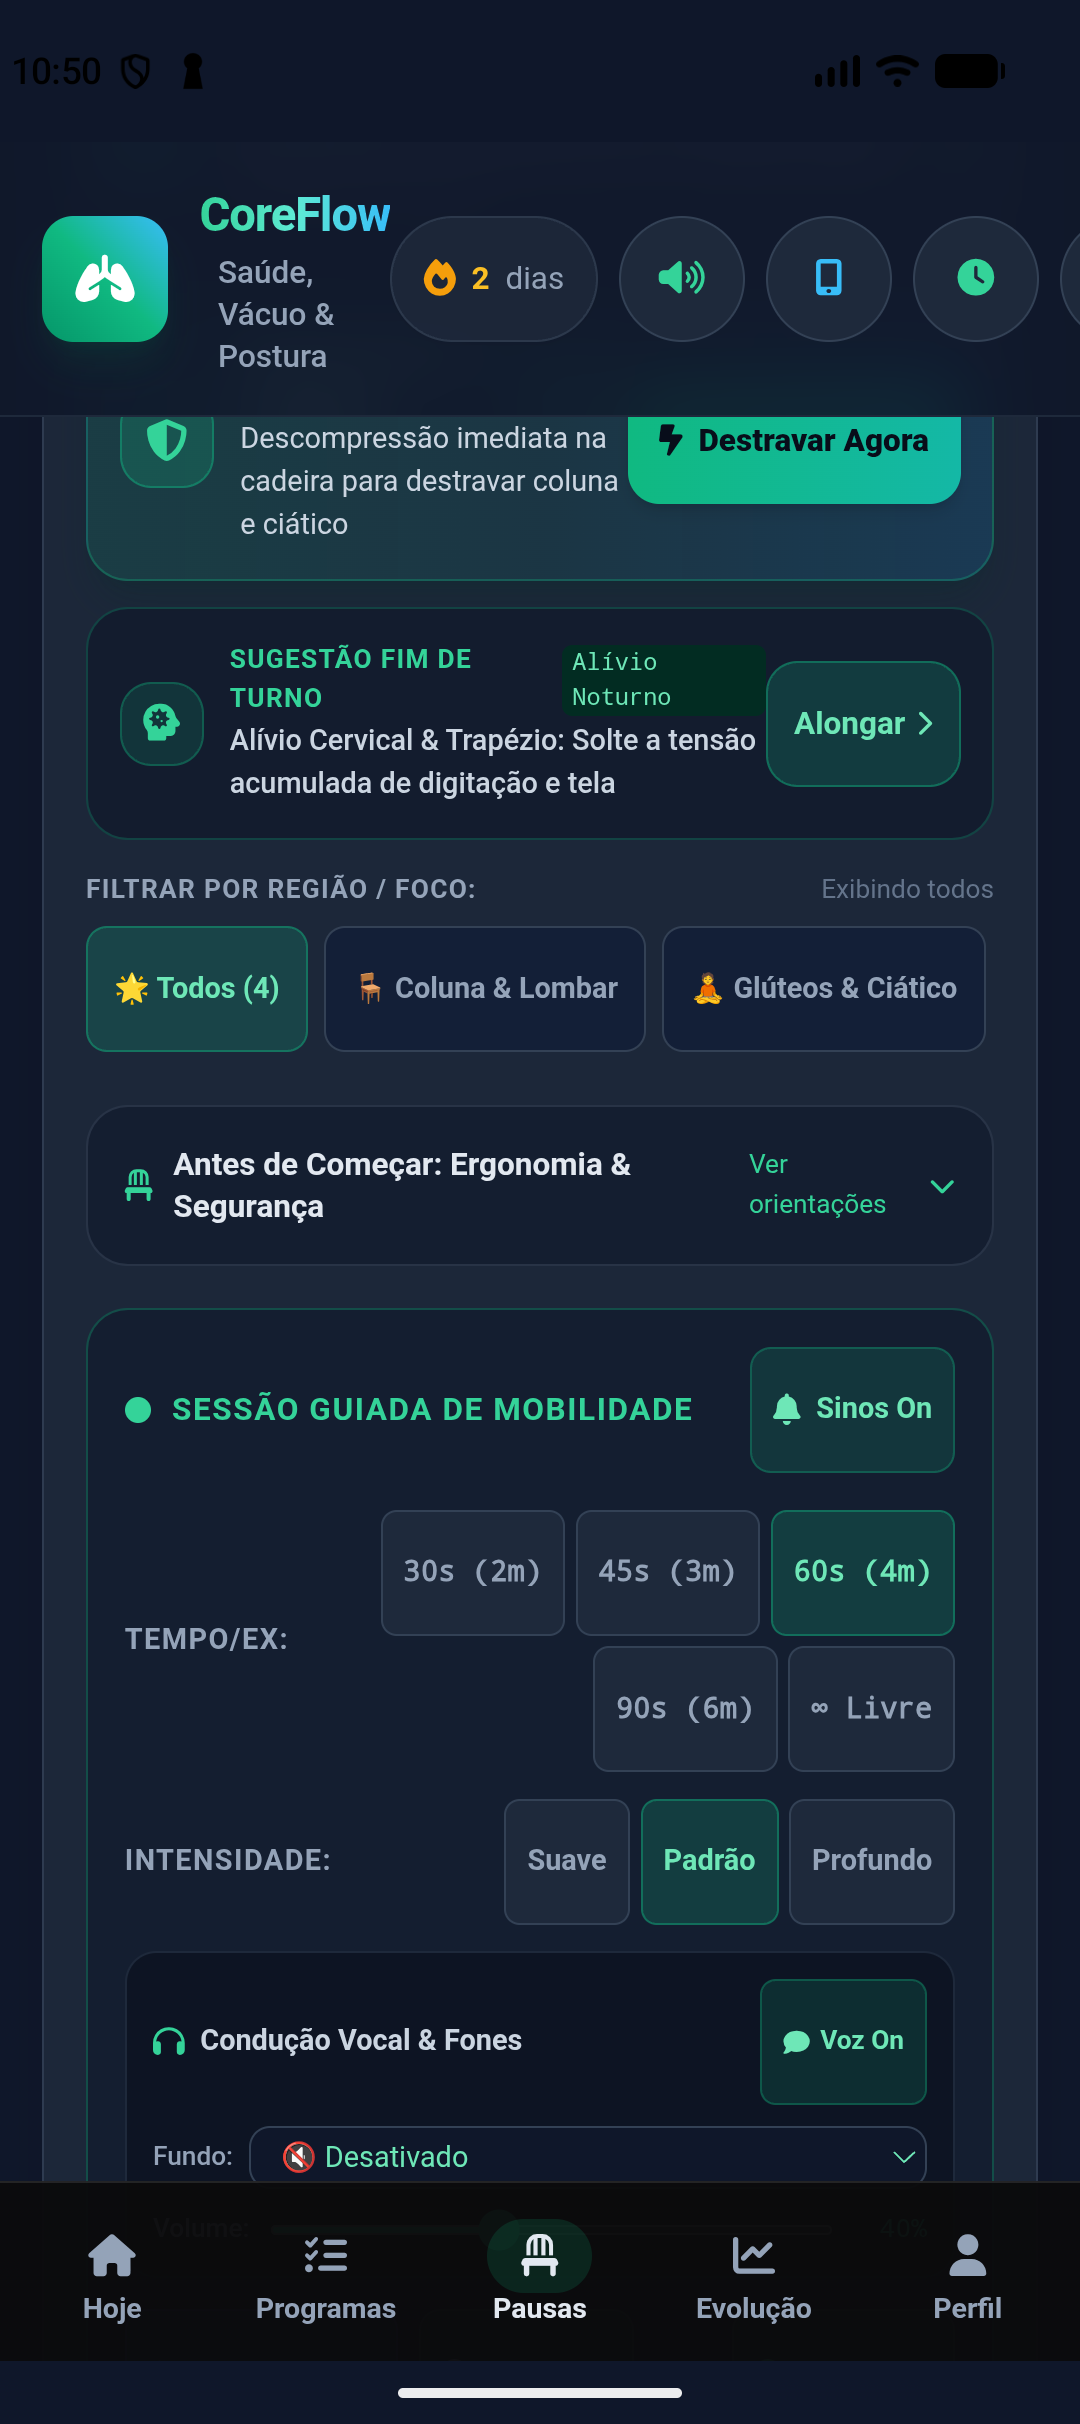 10:50
CoreFlow
Saúde,
Vácuo &
Postura
2 dias
Descompressão imediata na
cadeira para destravar coluna
e ciático
Destravar Agora
SUGESTÃO FIM DE
TURNO
Alívio
Noturno
Alívio Cervical & Trapézio: Solte a tensão
acumulada de digitação e tela
Alongar
FILTRAR POR REGIÃO / FOCO:
Exibindo todos
Todos (4)
Coluna & Lombar
Glúteos & Ciático
Antes de Começar: Ergonomia &
Segurança
Ver
orientações
SESSÃO GUIADA DE MOBILIDADE
Sinos On
TEMPO/EX:
30s (2m)
45s (3m)
60s (4m)
90s (6m)
∞ Livre
INTENSIDADE:
Suave
Padrão
Profundo
Condução Vocal & Fones
Voz On
Fundo:
Desativado
Volume:
40%
Hoje
Programas
Pausas
Evolução
Perfil